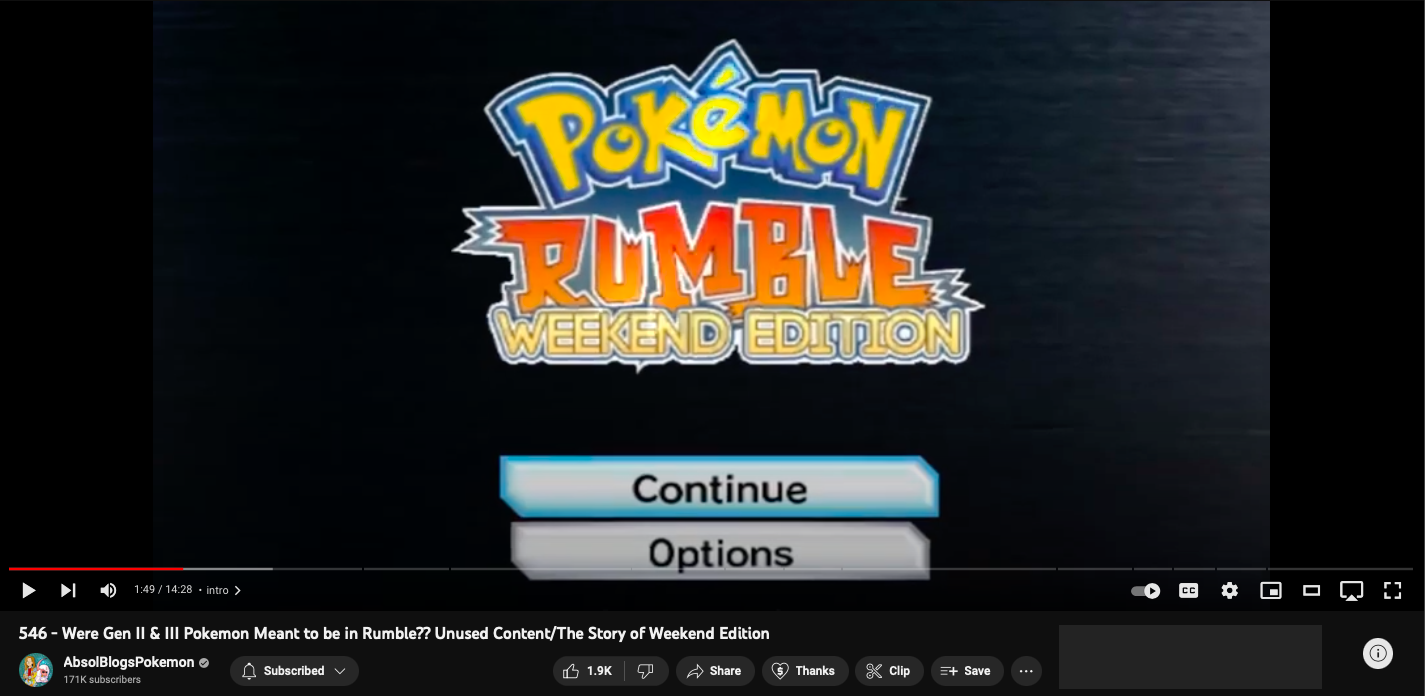 POKéMON
RUMBLE
WEEKEND EDITION
Continue
Options
1:49 / 14:28 • intro
CC
546 - Were Gen II & III Pokemon Meant to be in Rumble?? Unused Content/The Story of Weekend Edition
AbsolBlogsPokemon
171K subscribers
Subscribed
1.9K
Share
Thanks
Clip
Save